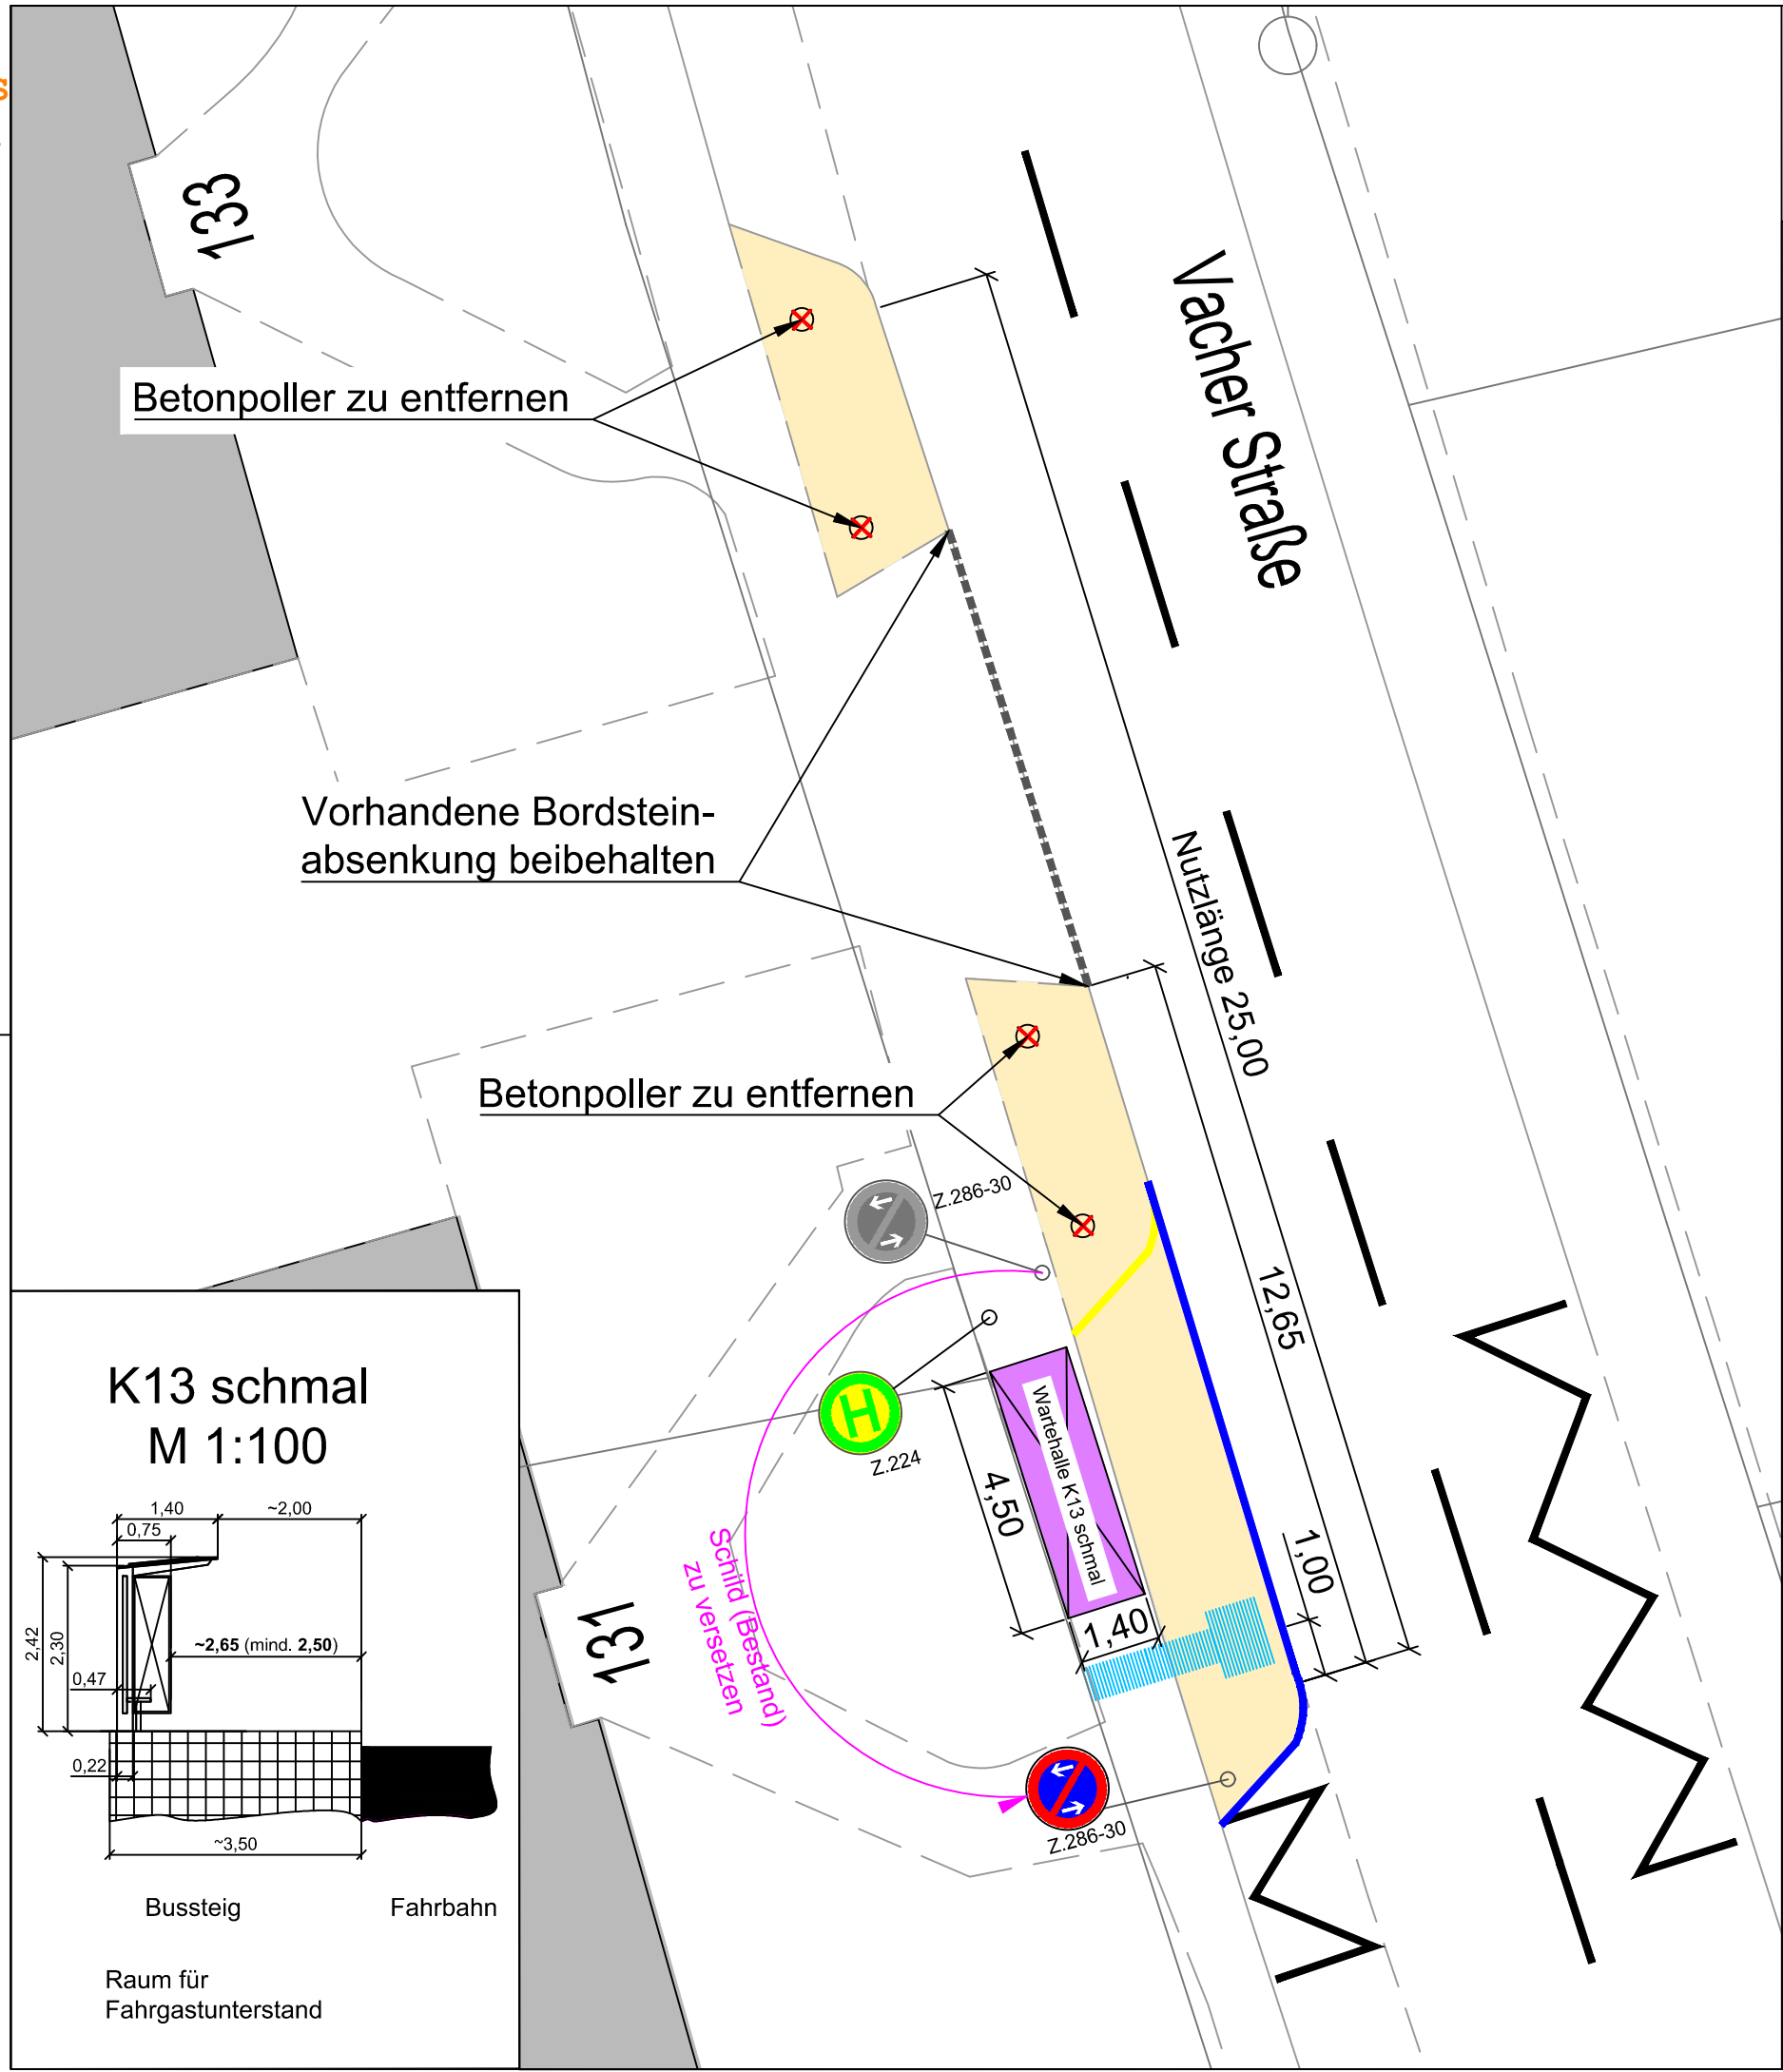 s
133
Betonpoller zu entfernen
Vacher Straße
Vorhandene Bordstein-
absenkung beibehalten
Nutzlänge 25,00
Betonpoller zu entfernen
Z.286-30
12,65
H
Z.224
4,50
Wartehalle K13 schmal
1,00
1,40
131
Schild (Bestand)
zu versetzen
Z.286-30
K13 schmal
M 1:100
1,40
~2,00
0,75
2,42
2,30
~2,65 (mind. 2,50)
0,47
0,22
~3,50
Bussteig
Fahrbahn
Raum für
Fahrgastunterstand